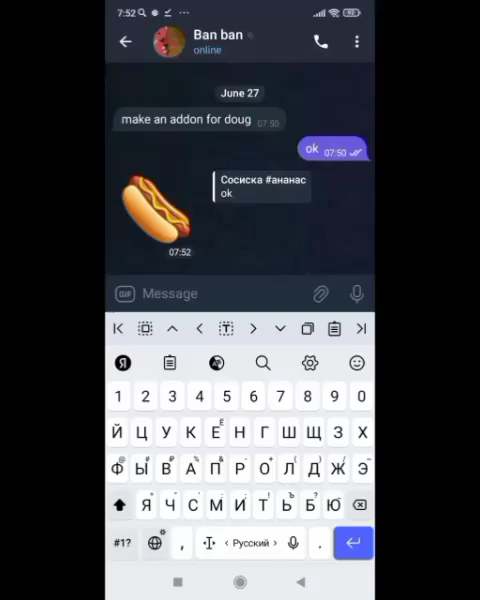 7:52
Ban ban
online
June 27
make an addon for doug 07:50
ok 07:50
Сосиска #ананас
ok
07:52
GIF Message
Я
1 2 3 4 5 6 7 8 9 0
Й Ц У К Е Н Г Ш Щ З Х
Ф Ы В А П Р О Л Д Ж Э
Я Ч С М И Т Ь Б Ю
#1? , < Русский > .